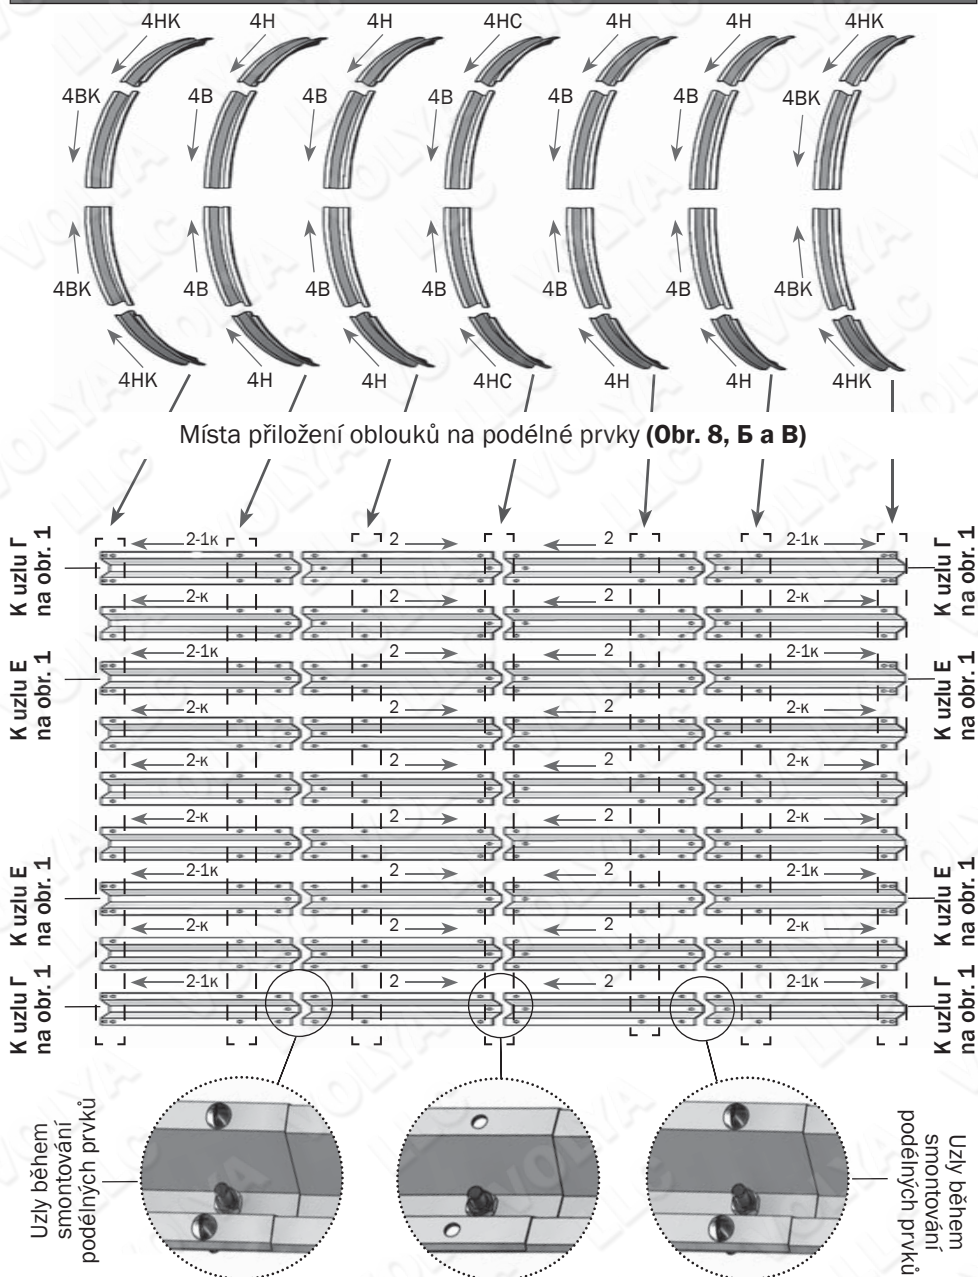 4НК 4Н 4Н 4НС 4Н 4Н 4НК
4ВК 4В 4В 4В 4В 4В 4ВК
4ВК 4В 4В 4В 4В 4В 4ВК
4НК 4Н 4Н 4НС 4Н 4Н 4НК
Místa přiložení oblouků na podélné prvky (Obr. 8, Б a В)
2-1к 2 2 2-1к
2-к 2 2 2-к
2-1к 2 2 2-1к
2-к 2 2 2-к
2-к 2 2 2-к
2-к 2 2 2-к
2-1к 2 2 2-1к
2-к 2 2 2-к
2-1к 2 2 2-1к
K uzlu Г
na obr. 1
K uzlu Е
na obr. 1
K uzlu Е
na obr. 1
K uzlu Г
na obr. 1
K uzlu Г
na obr. 1
K uzlu Е
na obr. 1
K uzlu Е
na obr. 1
K uzlu Г
na obr. 1
Uzly během
smontování
podélných prvků
Uzly během
smontování
podélných prvků
VOLYA LLC